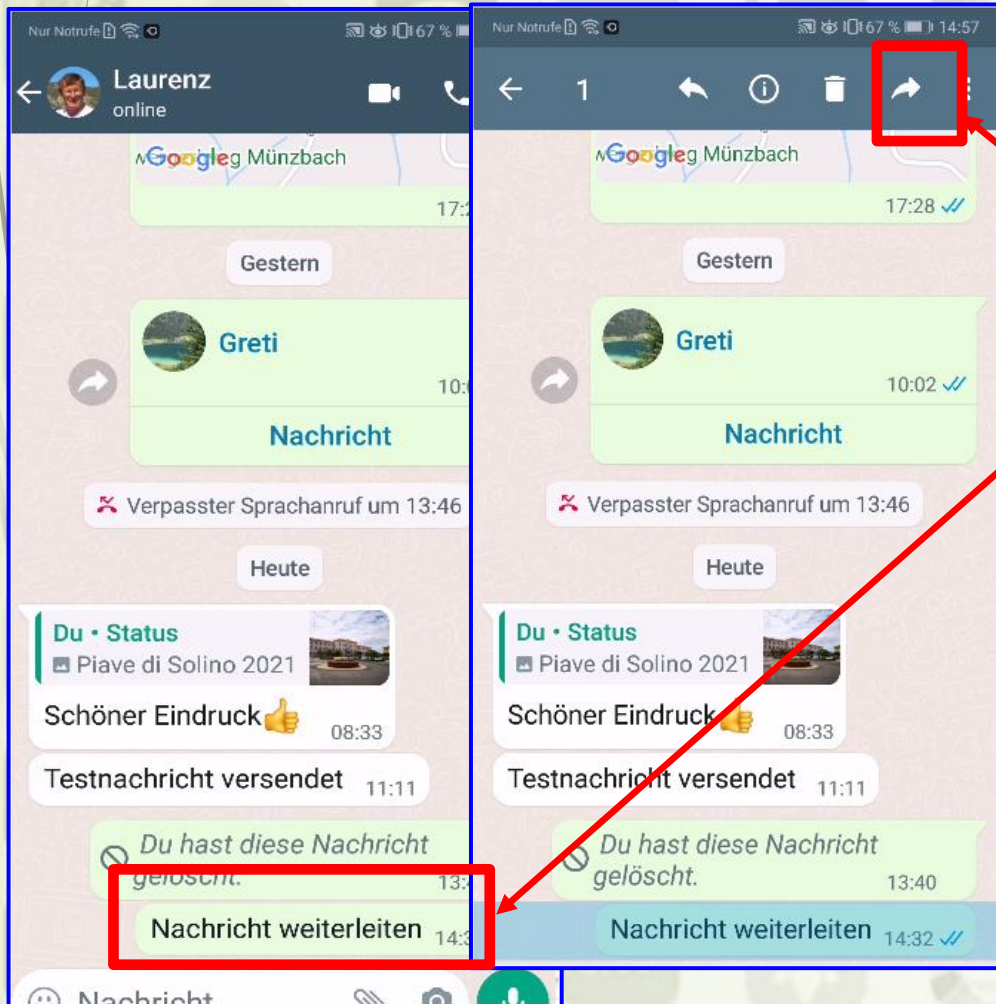 Nur Notrufe 67 %
Laurenz
online
Google g Münzbach
Gestern
Greti
Nachricht
Verpasster Sprachanruf um 13:46
Heute
Du • Status
Piave di Solino 2021
Schöner Eindruck👍 08:33
Testnachricht versendet 11:11
Du hast diese Nachricht
gelöscht.
Nachricht weiterleiten
Nachricht
Nur Notrufe 67 % 14:57
1
Google g Münzbach
17:28
Gestern
Greti
10:02
Nachricht
Verpasster Sprachanruf um 13:46
Heute
Du • Status
Piave di Solino 2021
Schöner Eindruck👍 08:33
Testnachricht versendet 11:11
Du hast diese Nachricht
gelöscht. 13:40
Nachricht weiterleiten 14:32